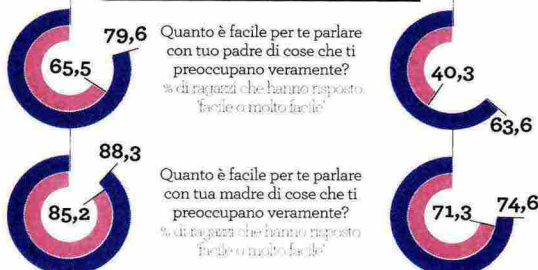 79,6
Quanto è facile per te parlare
con tuo padre di cose che ti
preoccupano veramente?
% di ragazzi che hanno risposto
'facile o molto facile'
65,5
40,3
63,6
88,3
Quanto è facile per te parlare
con tua madre di cose che ti
preoccupano veramente?
% di ragazzi che hanno risposto
'facile o molto facile'
85,2
71,3
74,6